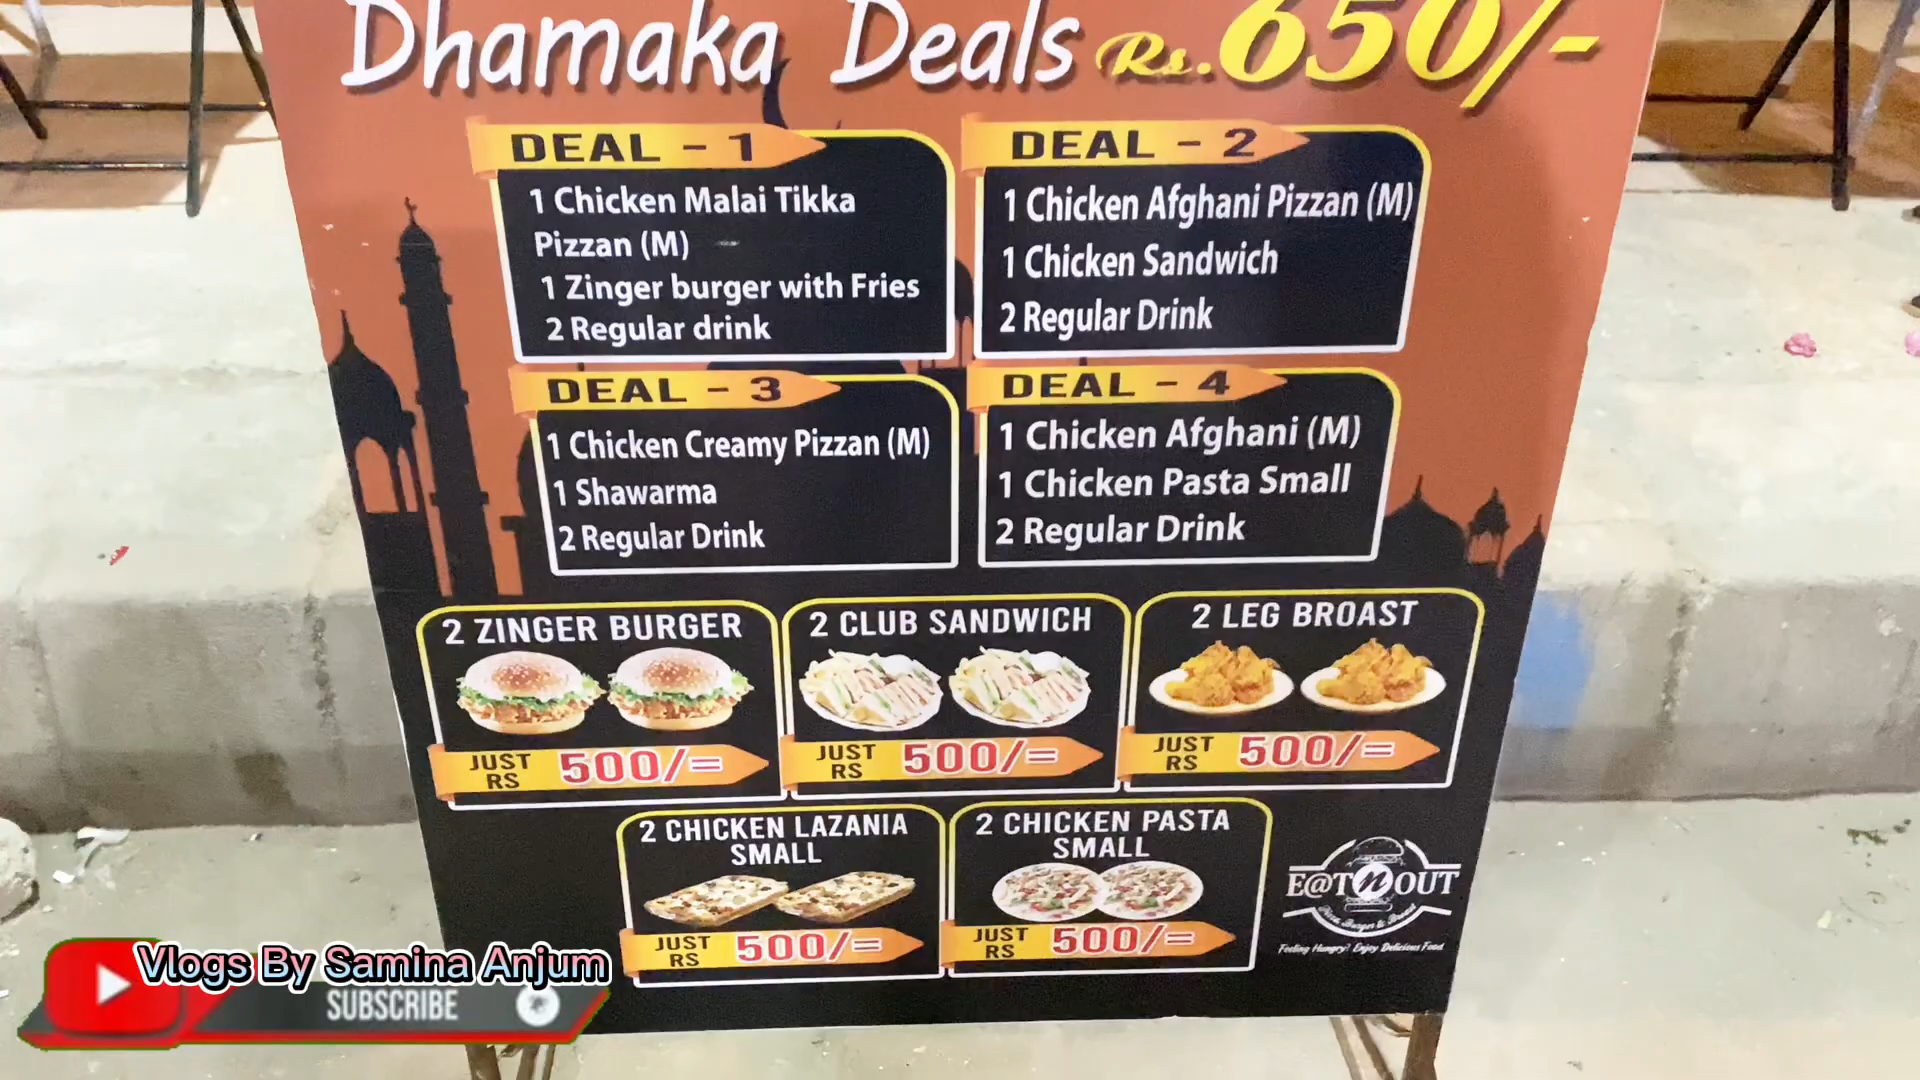 Dhamaka Deals Rs.650/-
DEAL - 1
1 Chicken Malai Tikka
Pizzan (M)
1 Zinger burger with Fries
2 Regular drink
DEAL - 2
1 Chicken Afghani Pizzan (M)
1 Chicken Sandwich
2 Regular Drink
DEAL - 3
1 Chicken Creamy Pizzan (M)
1 Shawarma
2 Regular Drink
DEAL - 4
1 Chicken Afghani (M)
1 Chicken Pasta Small
2 Regular Drink
2 ZINGER BURGER
JUST RS 500/=
2 CLUB SANDWICH
JUST RS 500/=
2 LEG BROAST
JUST RS 500/=
2 CHICKEN LAZANIA
SMALL
JUST RS 500/=
2 CHICKEN PASTA
SMALL
JUST RS 500/=
E@T n OUT
Pizza, Burger & Broast
Feeling Hungry? Enjoy Delicious Food
Vlogs By Samina Anjum
SUBSCRIBE